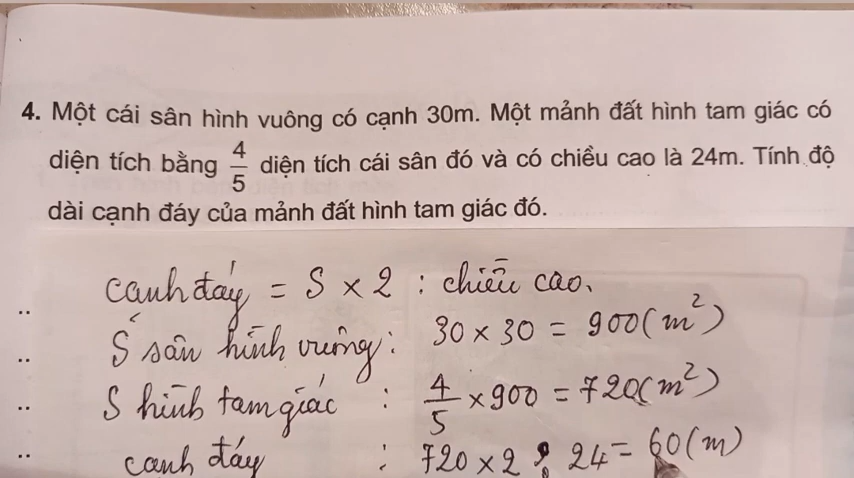 4. Một cái sân hình vuông có cạnh 30m. Một mảnh đất hình tam giác có
diện tích bằng 4/5 diện tích cái sân đó và có chiều cao là 24m. Tính độ
dài cạnh đáy của mảnh đất hình tam giác đó.
cạnh đáy = S × 2 : chiều cao.
S sân hình vuông: 30 × 30 = 900 (m²)
S hình tam giác : 4/5 × 900 = 720 (m²)
cạnh đáy : 720 × 2 : 24 = 60 (m)